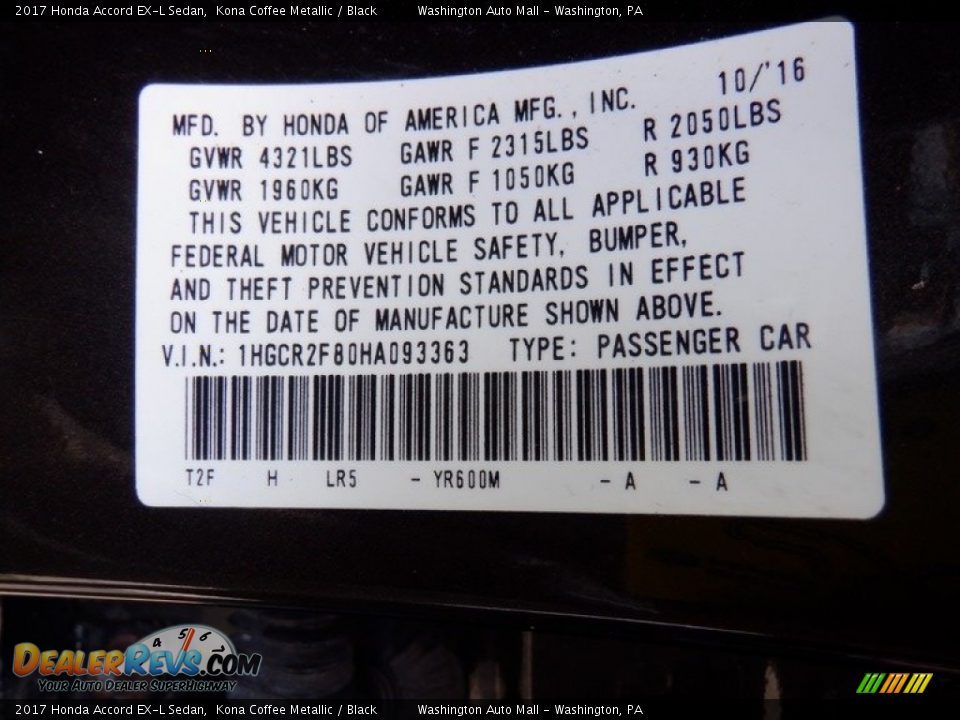 2017 Honda Accord EX-L Sedan, Kona Coffee Metallic / Black Washington Auto Mall - Washington, PA
10/'16
MFD. BY HONDA OF AMERICA MFG., INC.
GVWR 4321LBS GAWR F 2315LBS R 2050LBS
GVWR 1960KG GAWR F 1050KG R 930KG
THIS VEHICLE CONFORMS TO ALL APPLICABLE
FEDERAL MOTOR VEHICLE SAFETY, BUMPER,
AND THEFT PREVENTION STANDARDS IN EFFECT
ON THE DATE OF MANUFACTURE SHOWN ABOVE.
V.I.N.: 1HGCR2F80HA093363 TYPE: PASSENGER CAR
T2F H LR5 - YR600M - A - A
4 5 6 7
DEALERREVS.COM
YOUR AUTO DEALER SUPERHIGHWAY
2017 Honda Accord EX-L Sedan, Kona Coffee Metallic / Black Washington Auto Mall - Washington, PA